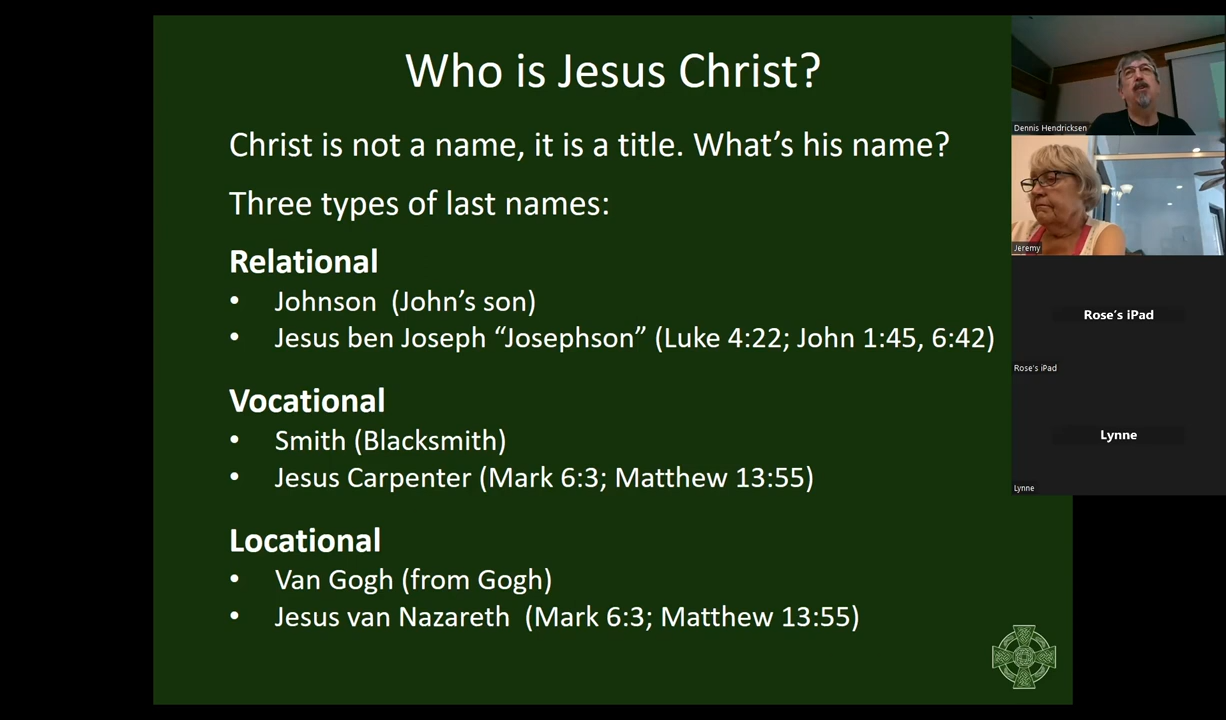 Who is Jesus Christ?
Christ is not a name, it is a title. What's his name?
Three types of last names:
Relational
• Johnson (John's son)
• Jesus ben Joseph “Josephson” (Luke 4:22; John 1:45, 6:42)
Vocational
• Smith (Blacksmith)
• Jesus Carpenter (Mark 6:3; Matthew 13:55)
Locational
• Van Gogh (from Gogh)
• Jesus van Nazareth (Mark 6:3; Matthew 13:55)
Dennis Hendricksen
Jeremy
Rose's iPad
Rose's iPad
Lynne
Lynne